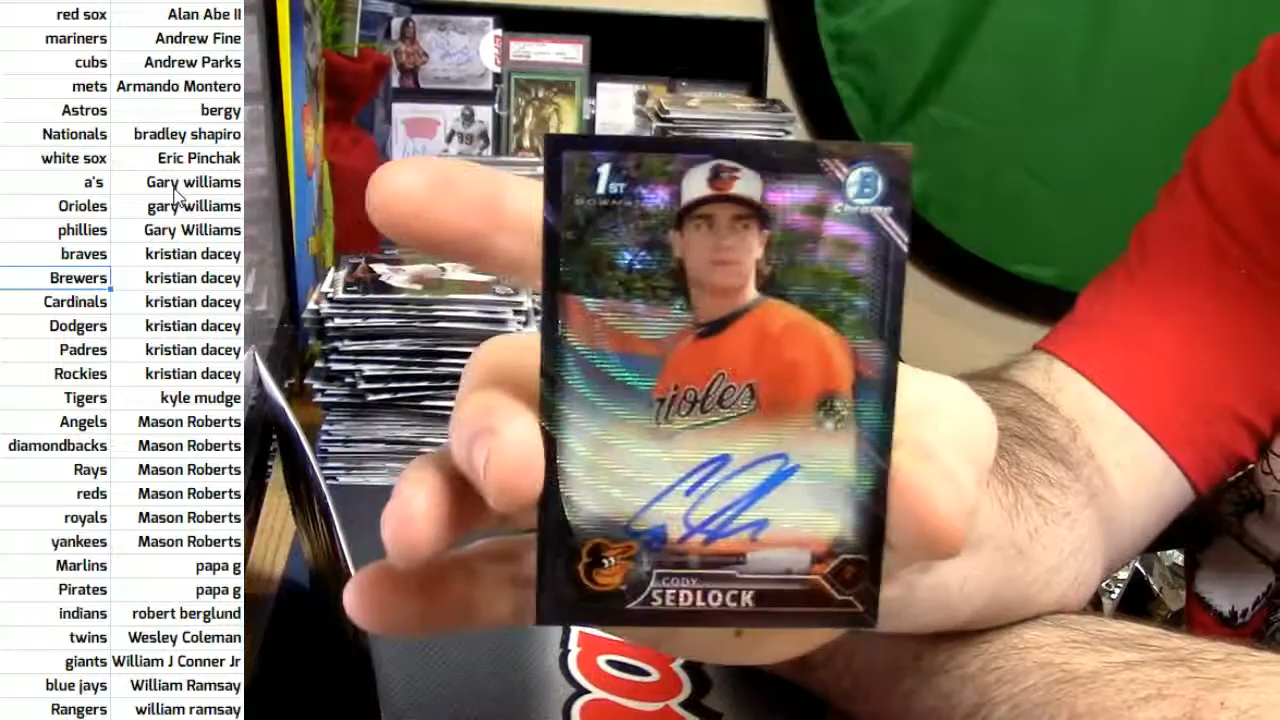 red sox Alan Abe II
mariners Andrew Fine
cubs Andrew Parks
mets Armando Montero
Astros bergy
Nationals bradley shapiro
white sox Eric Pinchak
a's Gary williams
Orioles gary williams
phillies Gary Williams
braves kristian dacey
Brewers kristian dacey
Cardinals kristian dacey
Dodgers kristian dacey
Padres kristian dacey
Rockies kristian dacey
Tigers kyle mudge
Angels Mason Roberts
diamondbacks Mason Roberts
Rays Mason Roberts
reds Mason Roberts
royals Mason Roberts
yankees Mason Roberts
Marlins papa g
Pirates papa g
indians robert berglund
twins Wesley Coleman
giants William J Conner Jr
blue jays William Ramsay
Rangers william ramsay
1ST
BOWMAN
B
Chrome
rioles
CODY
SEDLOCK
99